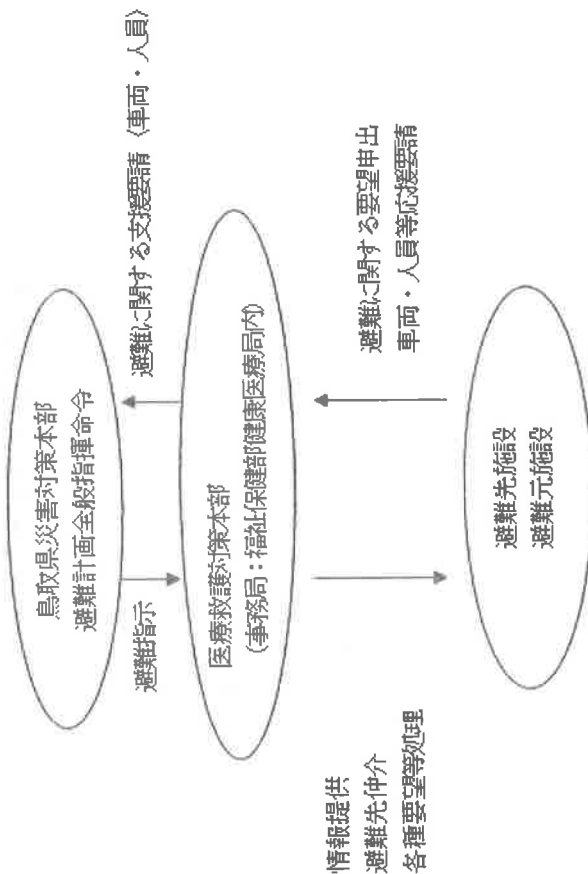 鳥取県災害対策本部
避難計画全般指揮命令
避難指示
避難に関する支援要請（車両・人員）
医療救護対策本部
(事務局：福祉保健部健康医療局内)
情報提供
避難先仲介
各種要望等処理
避難に関する要望申出
車両・人員等応援要請
避難先施設
避難元施設